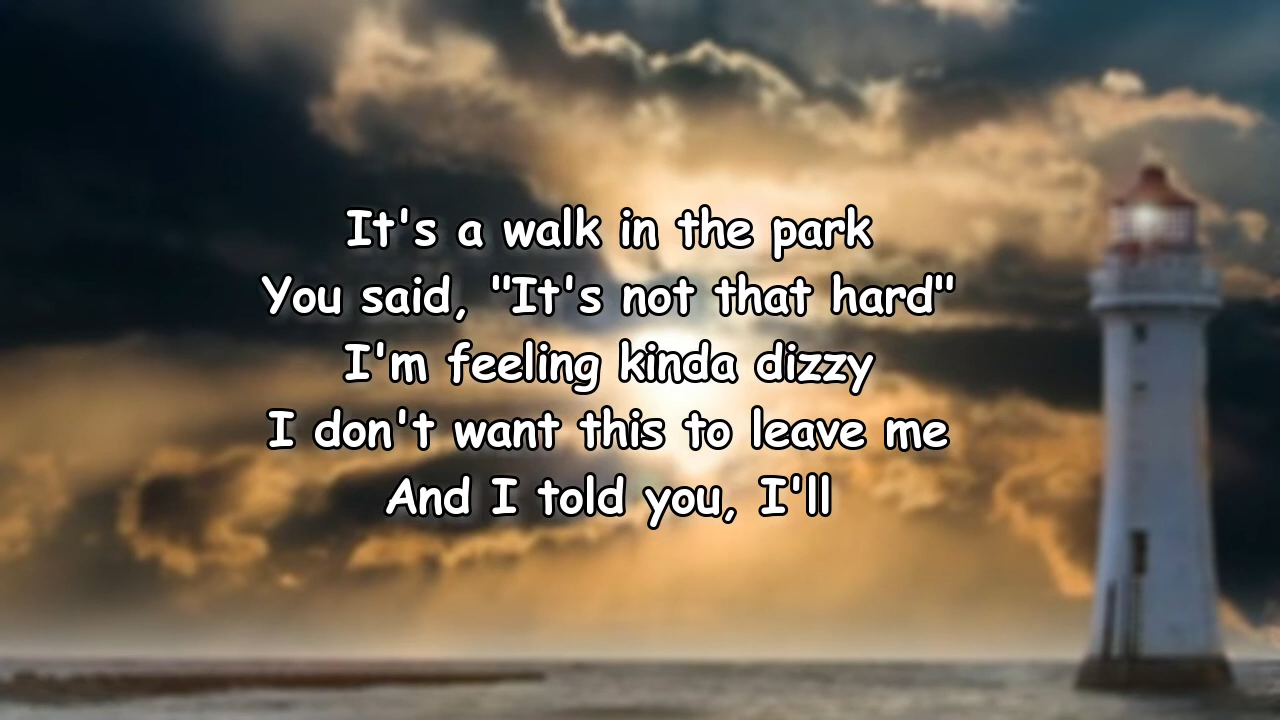 It's a walk in the park
You said, "It's not that hard"
I'm feeling kinda dizzy
I don't want this to leave me
And I told you, I'll